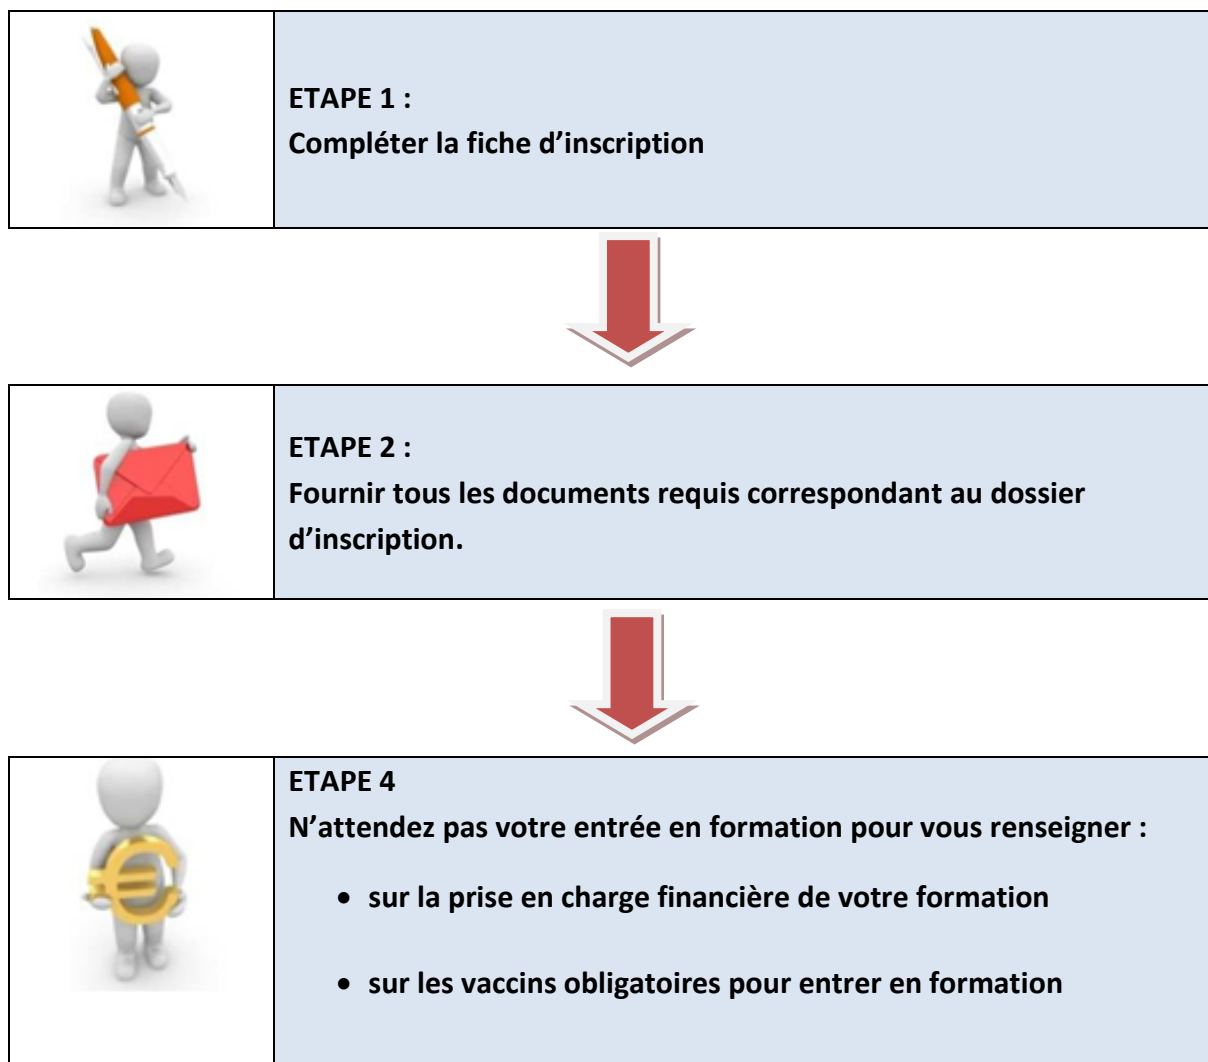 ETAPE 1 :
Compléter la fiche d’inscription
ETAPE 2 :
Fournir tous les documents requis correspondant au dossier
d’inscription.
ETAPE 4
N’attendez pas votre entrée en formation pour vous renseigner :
• sur la prise en charge financière de votre formation
• sur les vaccins obligatoires pour entrer en formation